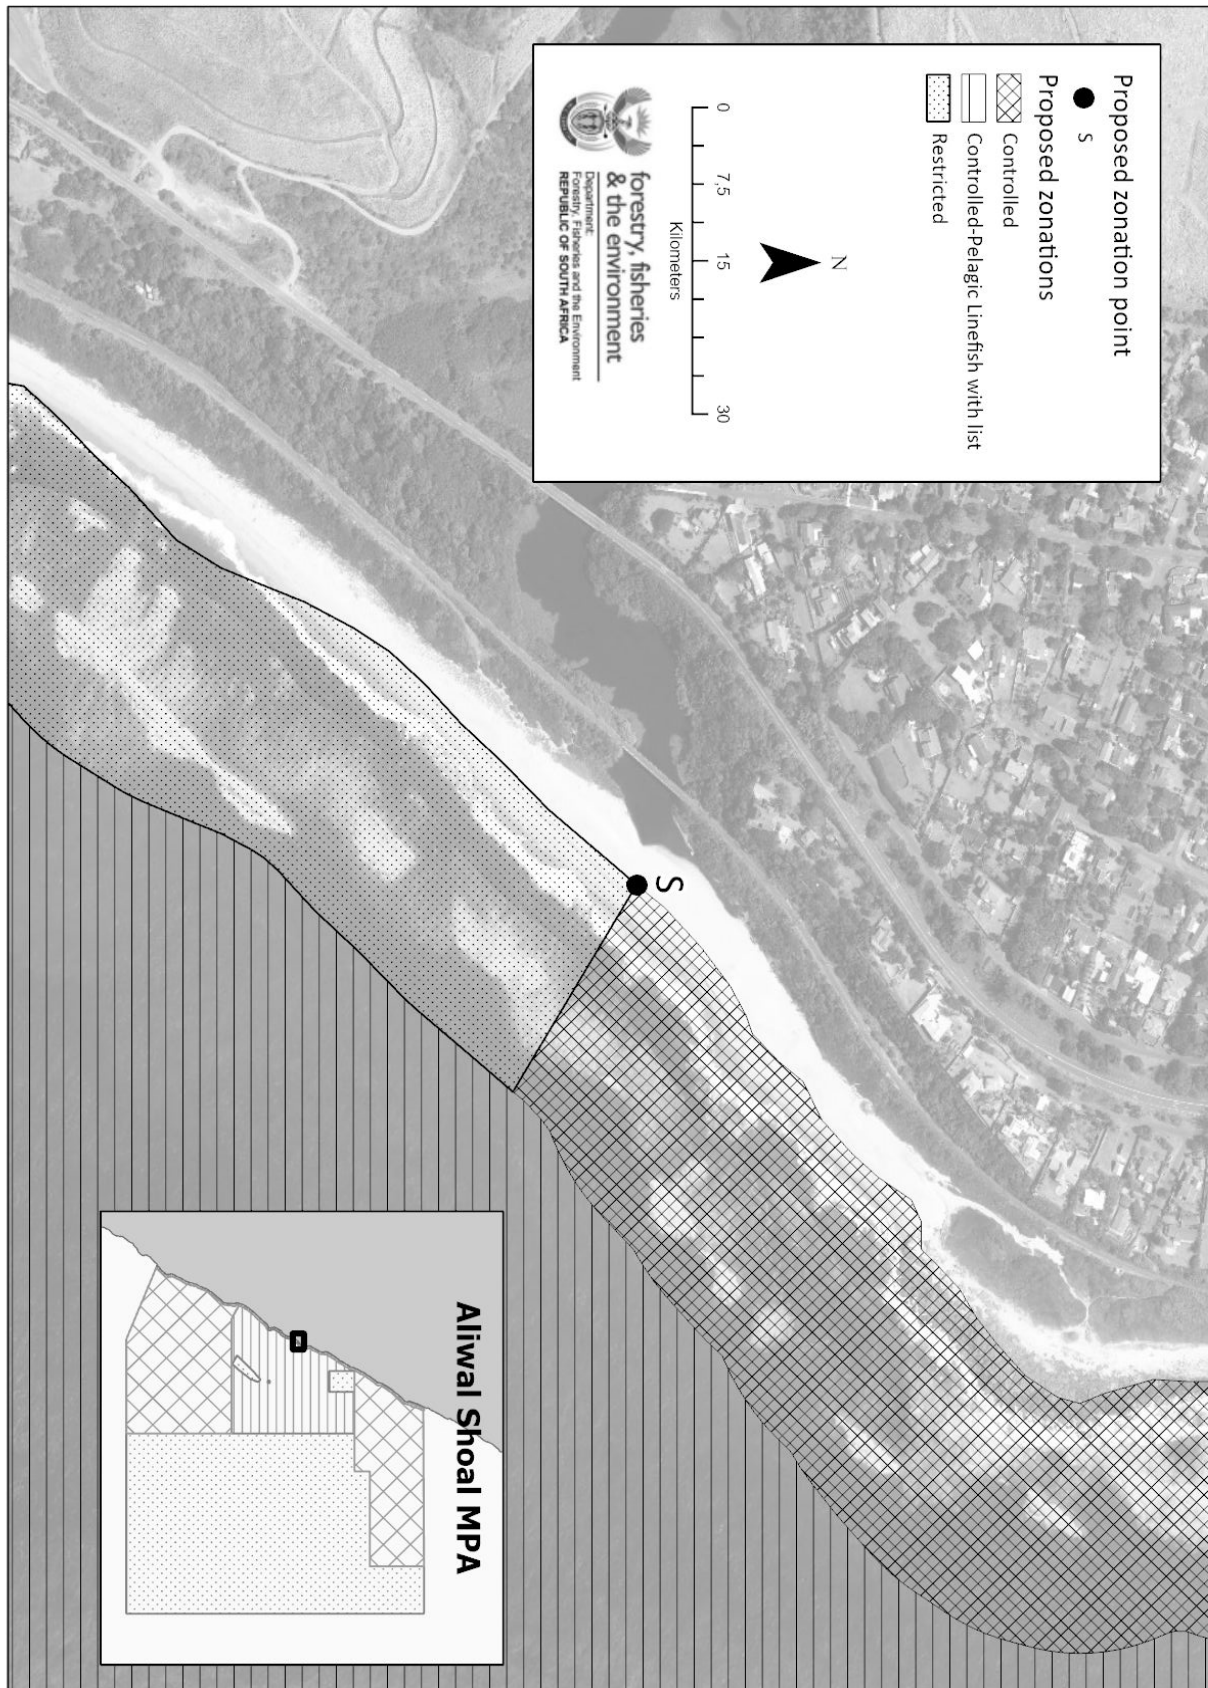 Proposed zonation point
S
Proposed zonations
Controlled
Controlled-Pelagic Linefish with list
Restricted
N
0 7,5 15 30
Kilometers
forestry, fisheries
& the environment
Department:
Forestry, Fisheries and the Environment
REPUBLIC OF SOUTH AFRICA
S
Aliwal Shoal MPA